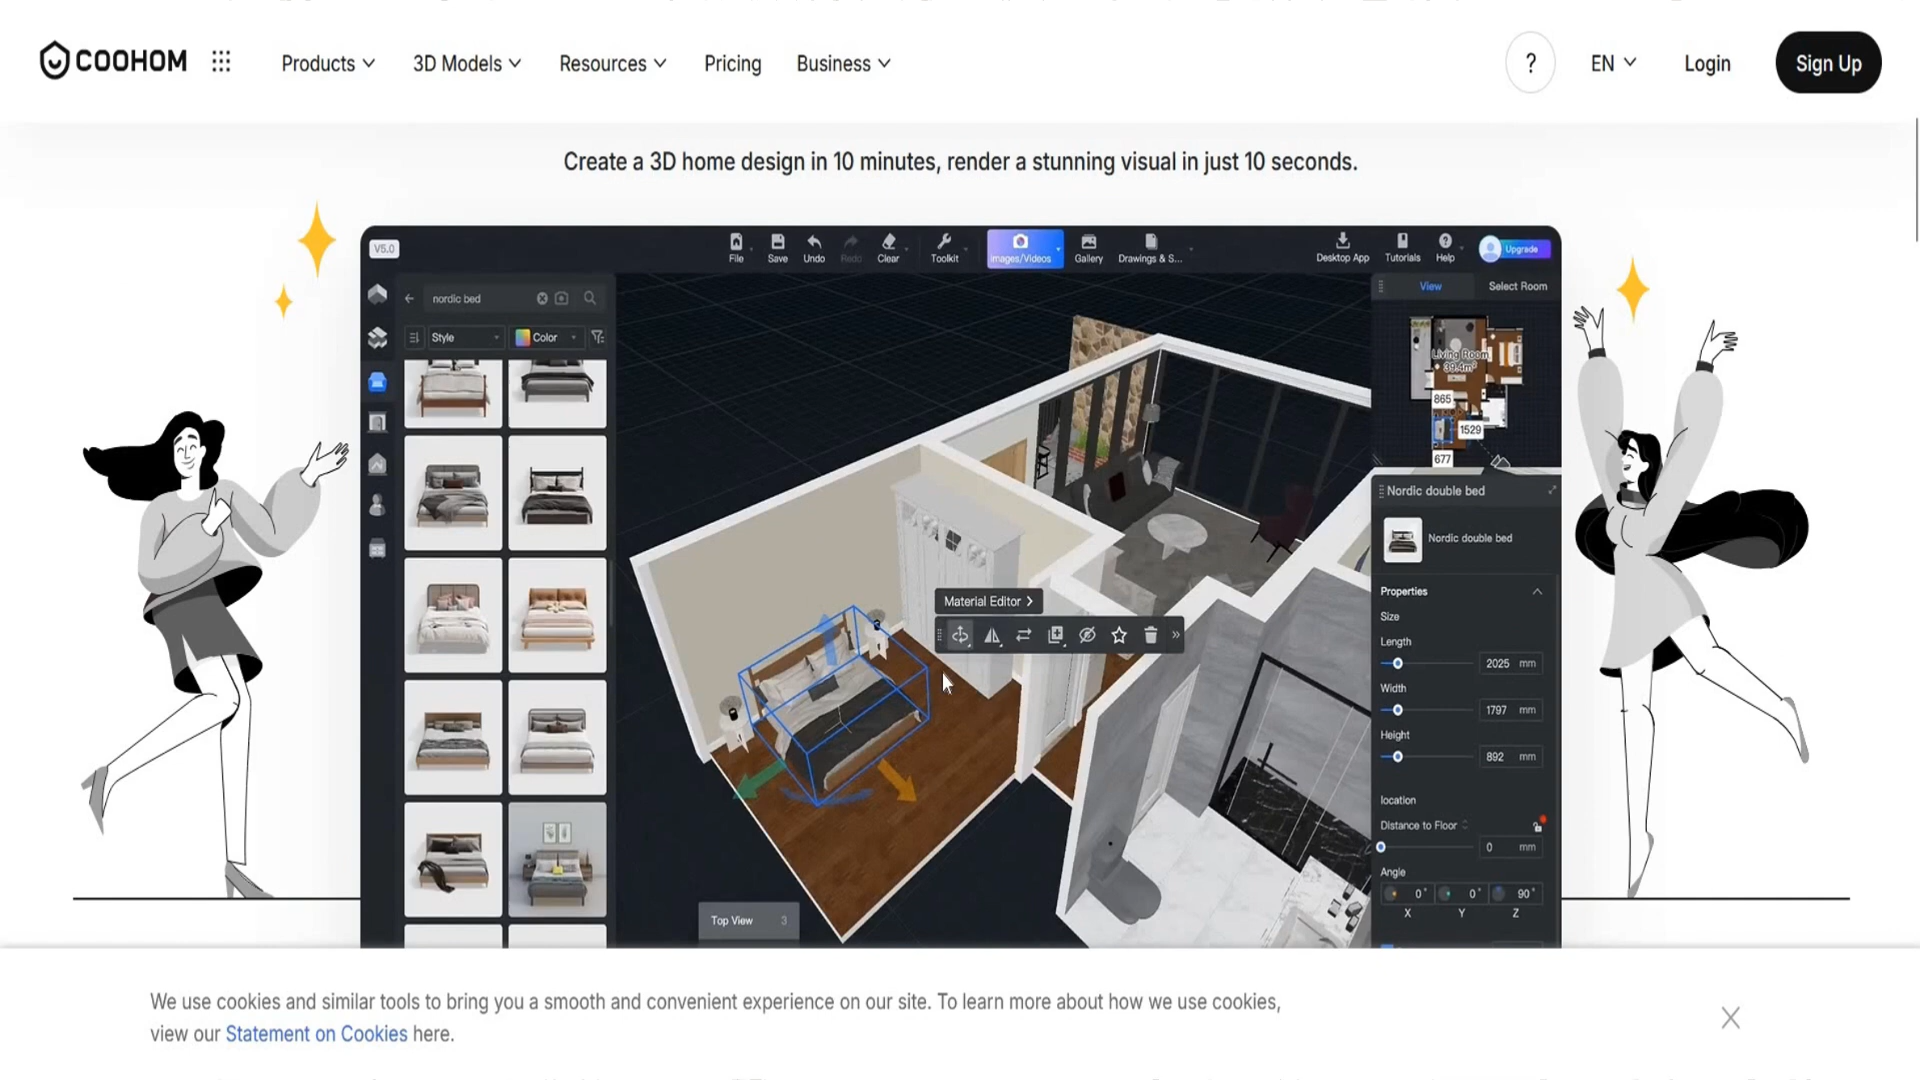 COOHOM
Products
3D Models
Resources
Pricing
Business
?
EN
Login
Sign Up
Create a 3D home design in 10 minutes, render a stunning visual in just 10 seconds.
V5.0
File
Save
Undo
Redo
Clear
Toolkit
Images/Videos
Gallery
Drawings & S...
Desktop App
Tutorials
Help
Upgrade
nordic bed
Style
Color
View
Select Room
Living Room
39.4m²
865
1529
677
Nordic double bed
Nordic double bed
Properties
Size
Length
2025 mm
Width
1797 mm
Height
892 mm
location
Distance to Floor
0 mm
Angle
0° 0° 90°
X Y Z
Material Editor
Top View 3
We use cookies and similar tools to bring you a smooth and convenient experience on our site. To learn more about how we use cookies,
view our Statement on Cookies here.